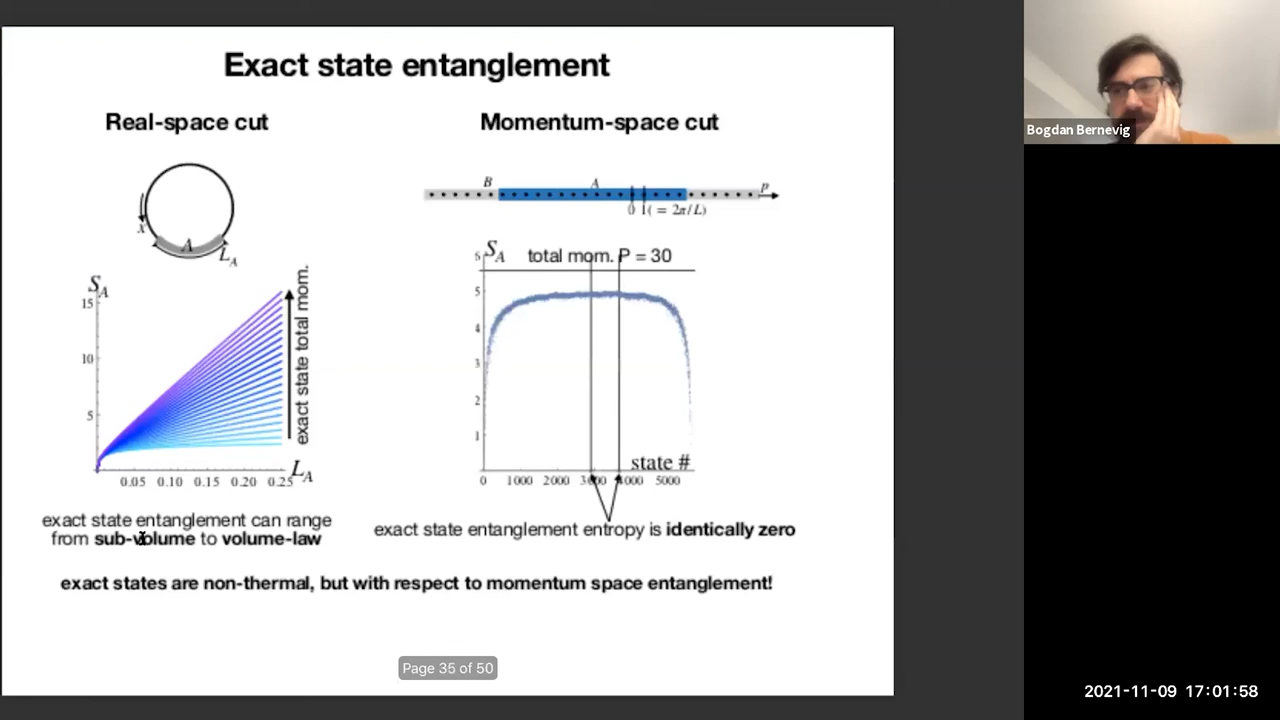 Exact state entanglement
Real-space cut
x
A
L_A
S_A
15
10
5
0.05 0.10 0.15 0.20 0.25
L_A
exact state total mom.
exact state entanglement can range
from sub-volume to volume-law
Momentum-space cut
B
A
p
0 1(= 2π/L)
S_A
total mom. P = 30
6
5
4
3
2
1
state #
0 1000 2000 3000 4000 5000
exact state entanglement entropy is identically zero
exact states are non-thermal, but with respect to momentum space entanglement!
Page 35 of 50
Bogdan Bernevig
2021-11-09 17:01:58